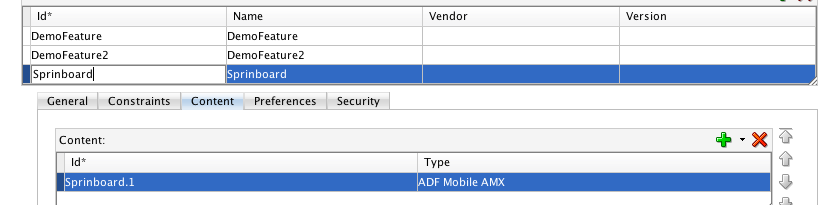 Id* Name Vendor Version
DemoFeature DemoFeature
DemoFeature2 DemoFeature2
Sprinboard Sprinboard
General Constraints Content Preferences Security
Content:
Id* Type
Sprinboard.1 ADF Mobile AMX